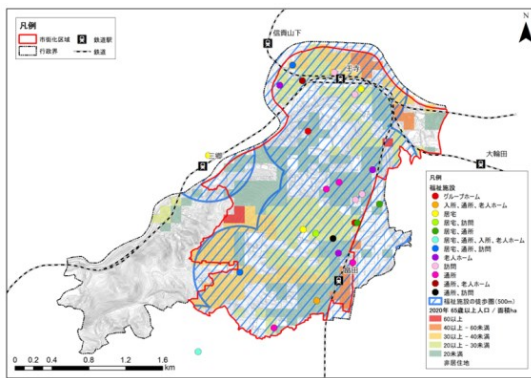 凡例
市街化区域
鉄道駅
行政界
鉄道
信貴山下
N
王寺
三郷
大輪田
畠田
凡例
福祉施設
グループホーム
入所、通所、老人ホーム
居宅
居宅、訪問
居宅、通所
居宅、通所、入所、老人ホーム
居宅、通所、訪問
老人ホーム
訪問
通所
通所、老人ホーム
通所、訪問
福祉施設の徒歩圏(500m)
2020年 65歳以上人口 / 面積ha
60以上
40以上 - 60未満
30以上 - 40未満
20以上 - 30未満
20未満
非居住地
0 0.2 0.4 0.8 1.2 1.6
km